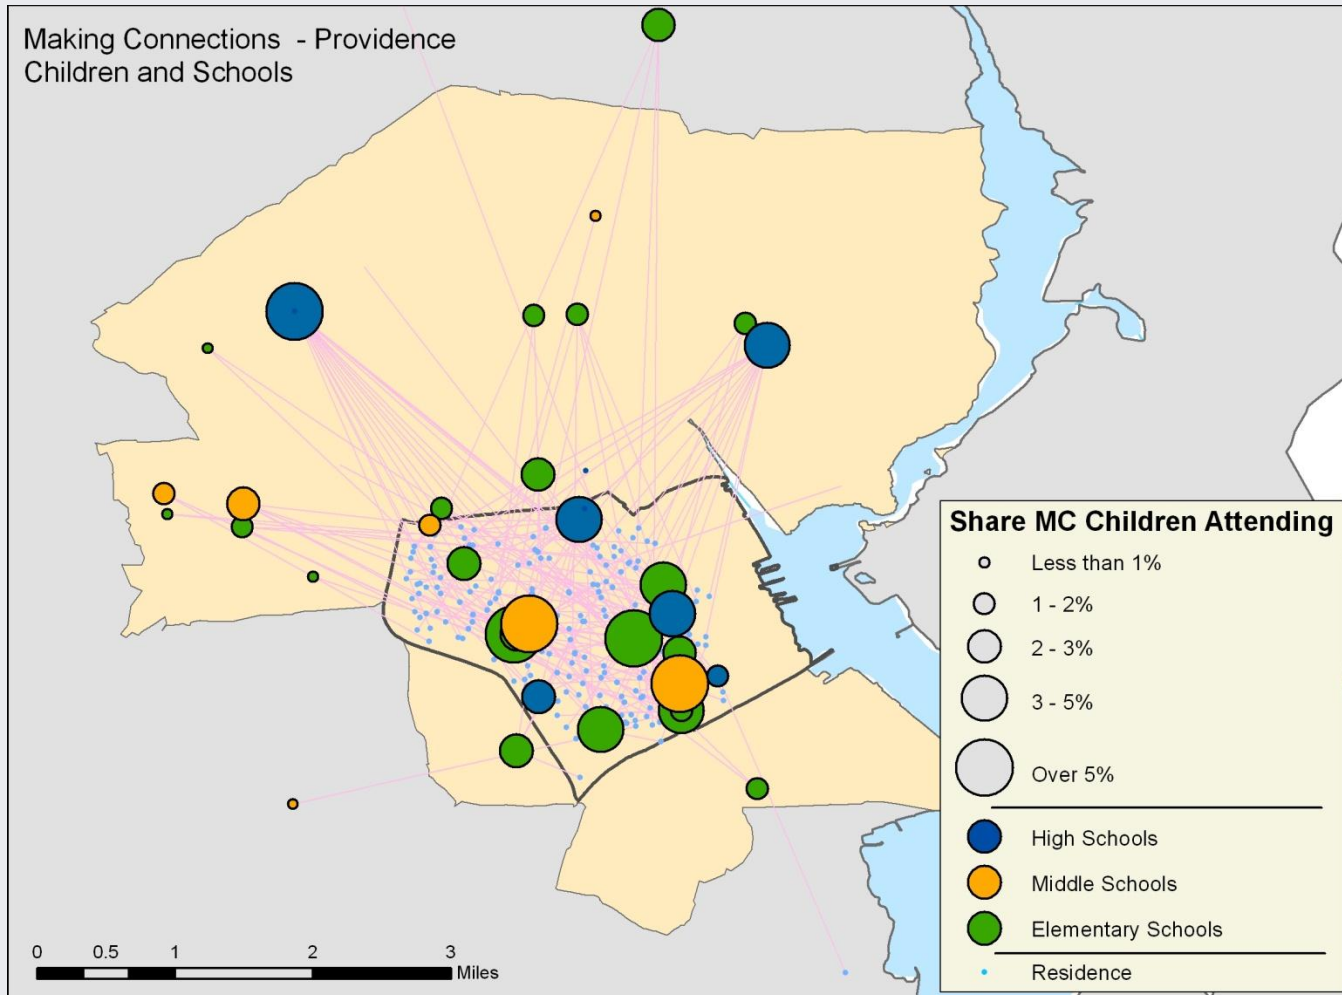 Making Connections - Providence
Children and Schools
Share MC Children Attending
Less than 1%
1 - 2%
2 - 3%
3 - 5%
Over 5%
High Schools
Middle Schools
Elementary Schools
Residence
0 0.5 1 2 3
Miles